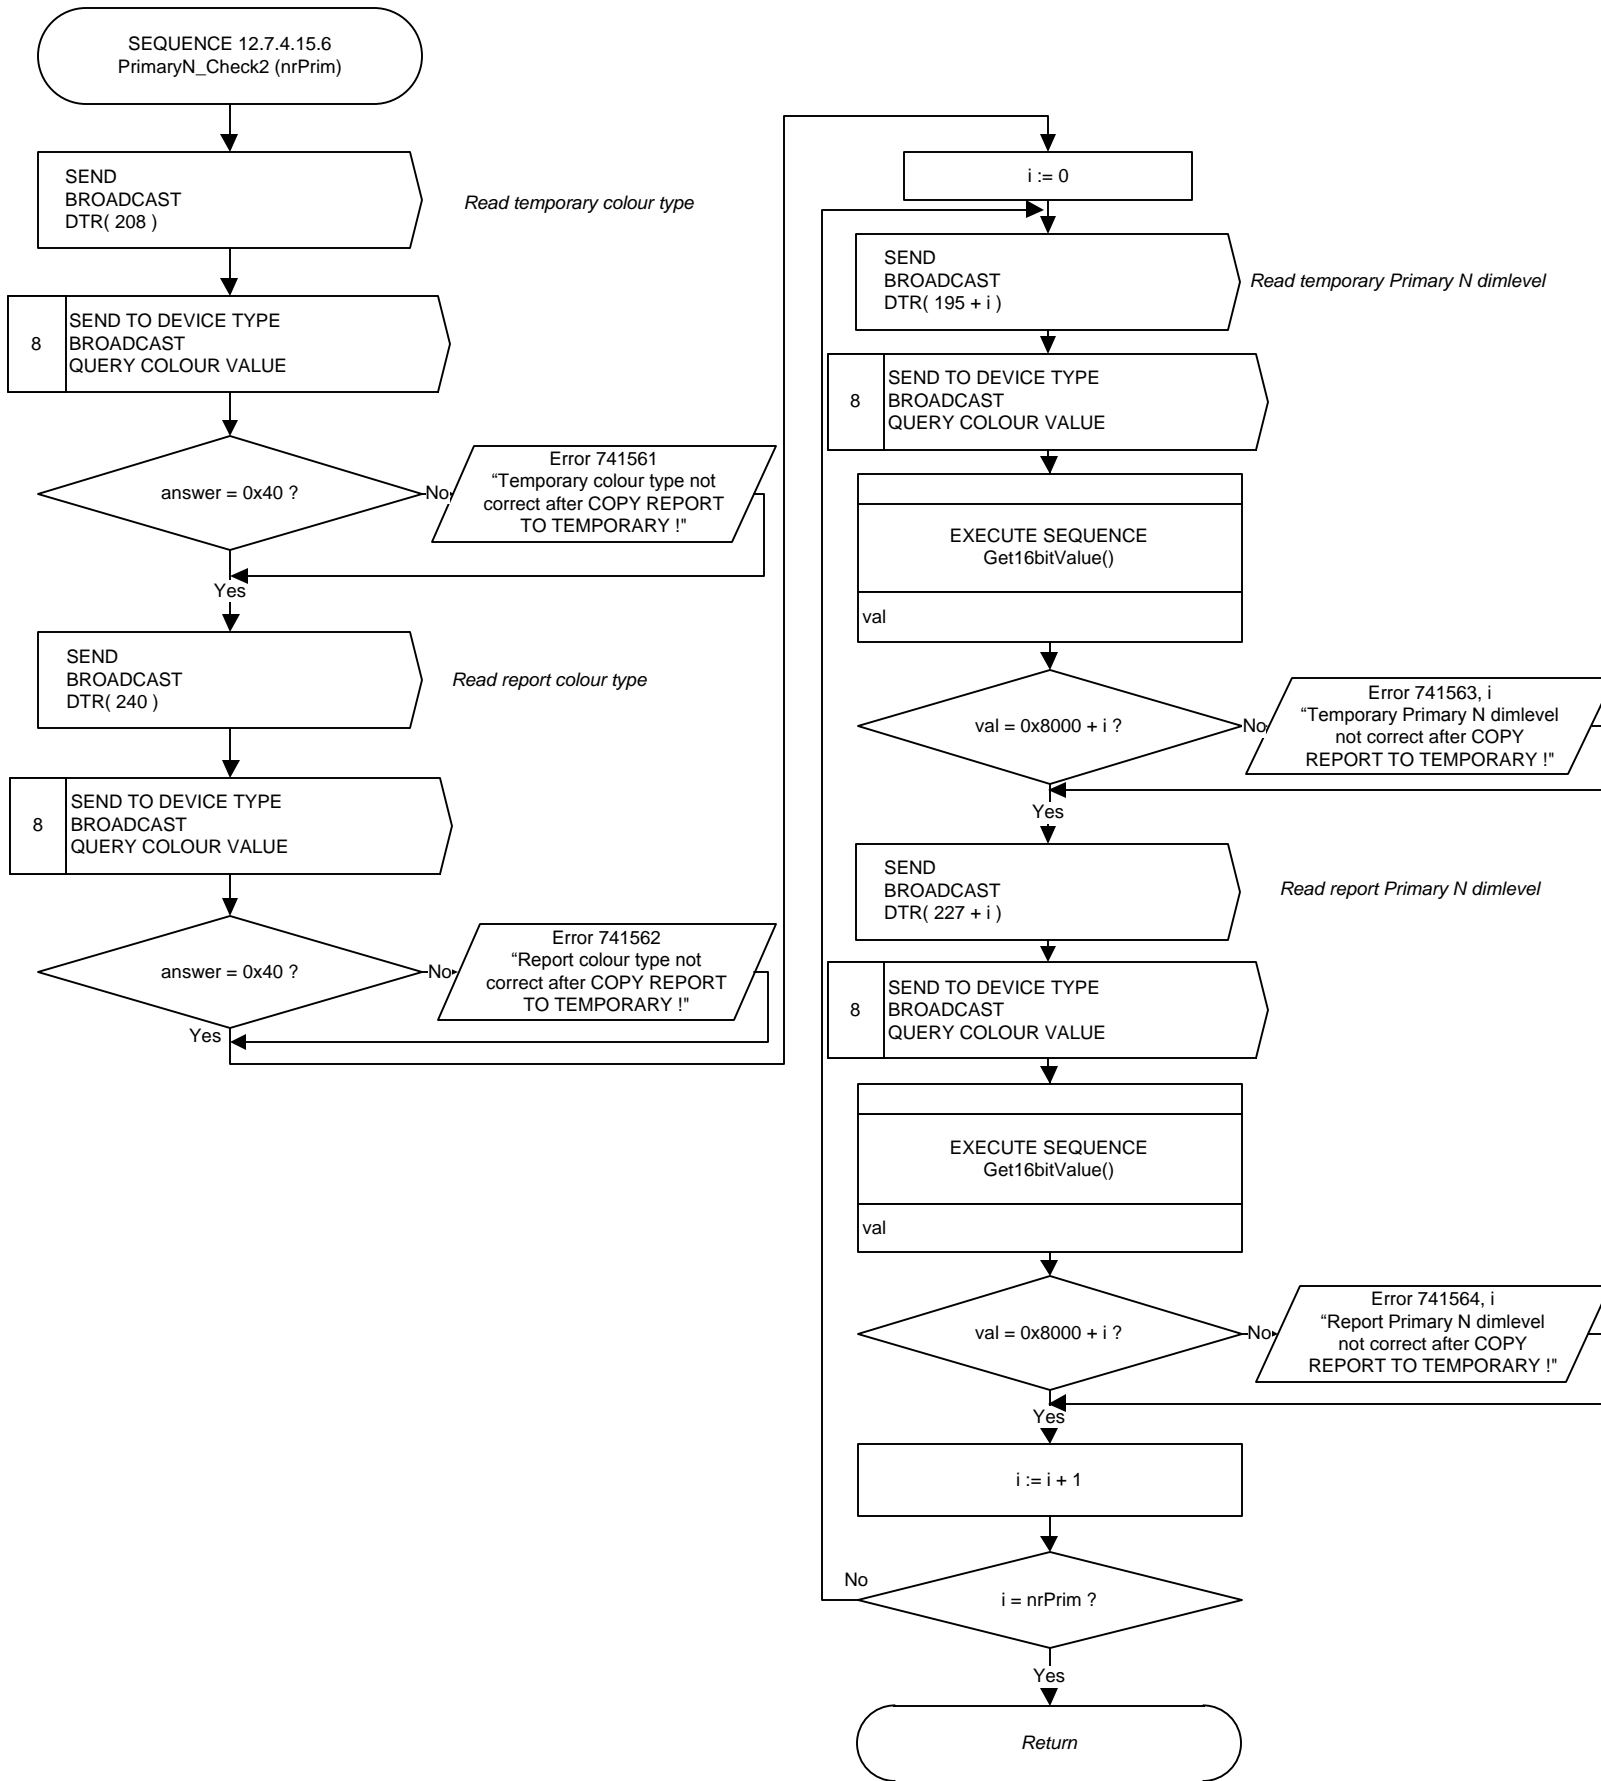 SEQUENCE 12.7.4.15.6
PrimaryN_Check2 (nrPrim)
SEND
BROADCAST
DTR( 208 )
Read temporary colour type
8
SEND TO DEVICE TYPE
BROADCAST
QUERY COLOUR VALUE
answer = 0x40 ?
No
Error 741561
“Temporary colour type not
correct after COPY REPORT
TO TEMPORARY !"
Yes
SEND
BROADCAST
DTR( 240 )
Read report colour type
8
SEND TO DEVICE TYPE
BROADCAST
QUERY COLOUR VALUE
answer = 0x40 ?
No
Error 741562
“Report colour type not
correct after COPY REPORT
TO TEMPORARY !"
Yes
i := 0
SEND
BROADCAST
DTR( 195 + i )
Read temporary Primary N dimlevel
8
SEND TO DEVICE TYPE
BROADCAST
QUERY COLOUR VALUE
EXECUTE SEQUENCE
Get16bitValue()
val
val = 0x8000 + i ?
No
Error 741563, i
“Temporary Primary N dimlevel
not correct after COPY
REPORT TO TEMPORARY !"
Yes
SEND
BROADCAST
DTR( 227 + i )
Read report Primary N dimlevel
8
SEND TO DEVICE TYPE
BROADCAST
QUERY COLOUR VALUE
EXECUTE SEQUENCE
Get16bitValue()
val
val = 0x8000 + i ?
No
Error 741564, i
“Report Primary N dimlevel
not correct after COPY
REPORT TO TEMPORARY !"
Yes
i := i + 1
i = nrPrim ?
No
Yes
Return